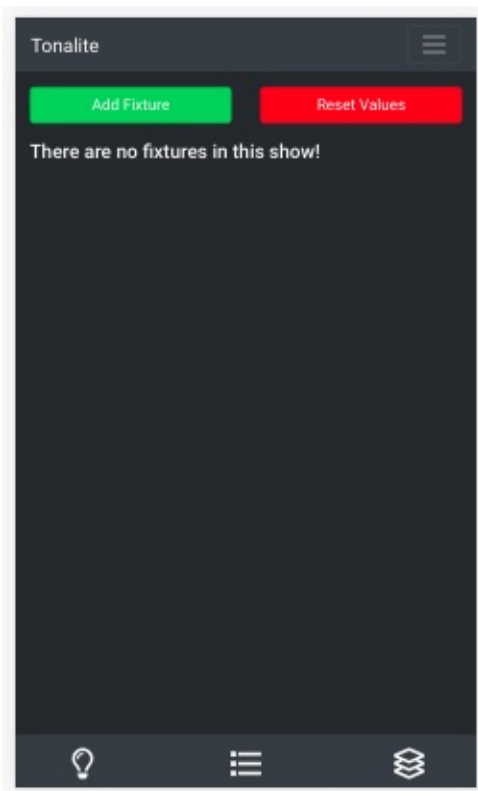 Tonalite
Add Fixture
Reset Values
There are no fixtures in this show!